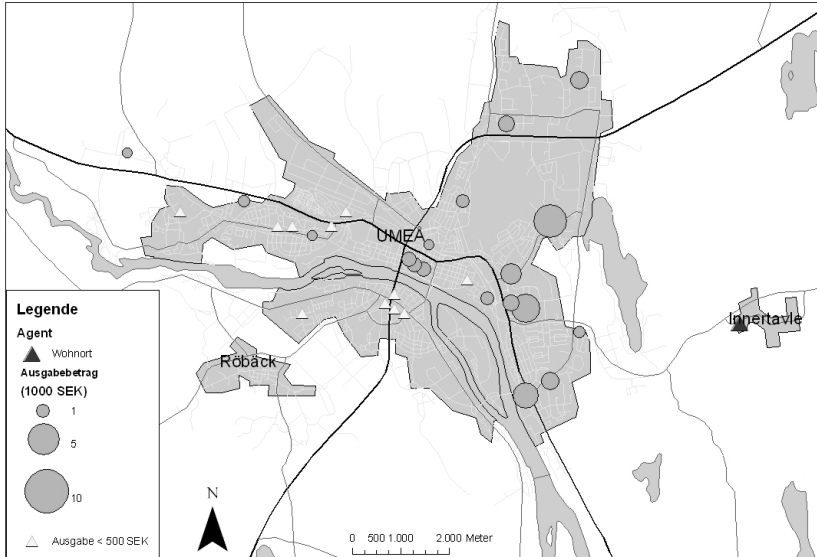 UMEÅ
Innertavle
Röbäck
Legende
Agent
Wohnort
Ausgabebetrag
(1000 SEK)
1
5
10
Ausgabe < 500 SEK
N
0 500 1.000 2.000 Meter